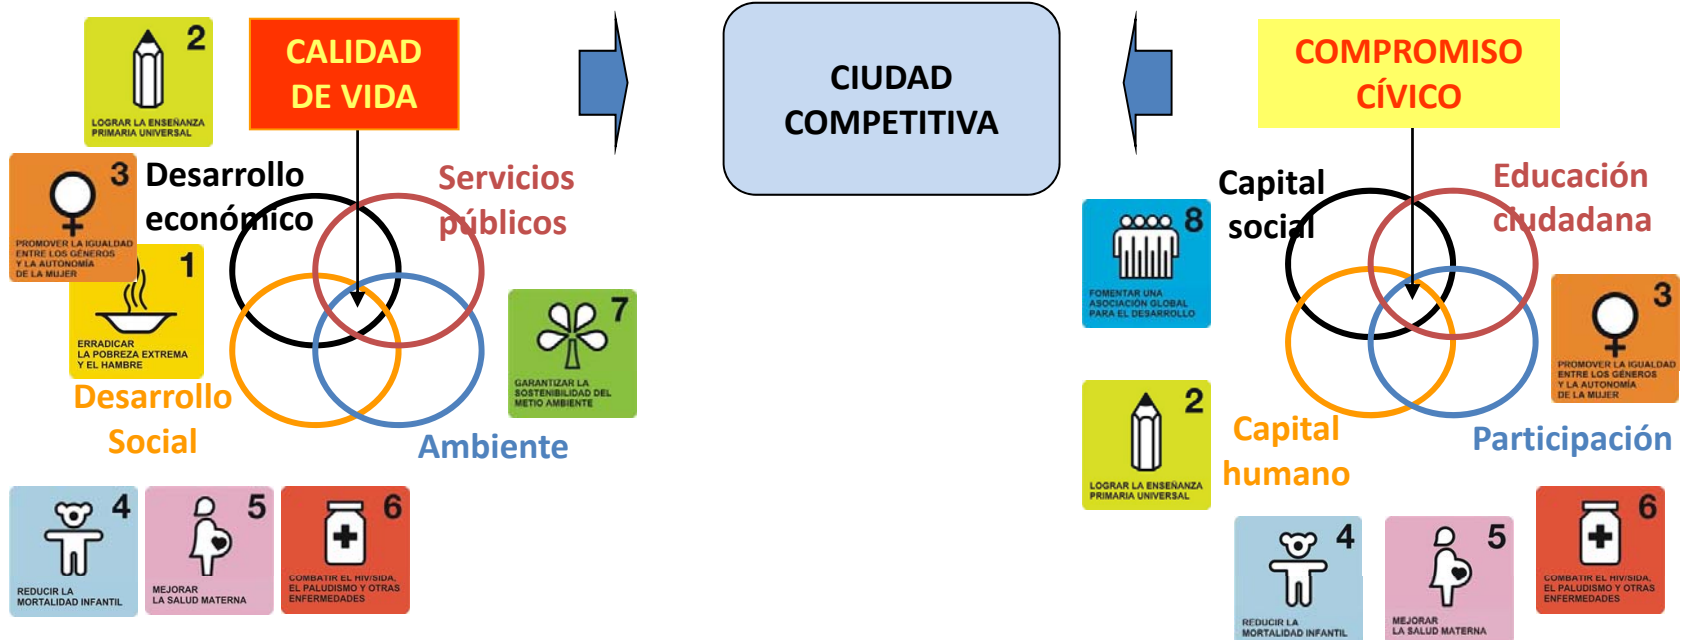 2
LOGRAR LA ENSEÑANZA
PRIMARIA UNIVERSAL
CALIDAD
DE VIDA
CIUDAD
COMPETITIVA
COMPROMISO
CÍVICO
3
PROMOVER LA IGUALDAD
ENTRE LOS GÉNEROS
Y LA AUTONOMÍA
DE LA MUJER
Desarrollo
económico
Servicios
públicos
1
ERRADICAR
LA POBREZA EXTREMA
Y EL HAMBRE
7
GARANTIZAR LA
SOSTENIBILIDAD DEL
METIO AMBIENTE
Desarrollo
Social
Ambiente
4
REDUCIR LA
MORTALIDAD INFANTIL
5
MEJORAR
LA SALUD MATERNA
6
COMBATIR EL HIV/SIDA,
EL PALUDISMO Y OTRAS
ENFERMEDADES
8
FOMENTAR UNA
ASOCIACIÓN GLOBAL
PARA EL DESARROLLO
Capital
social
Educación
ciudadana
3
PROMOVER LA IGUALDAD
ENTRE LOS GÉNEROS
Y LA AUTONOMÍA
DE LA MUJER
2
LOGRAR LA ENSEÑANZA
PRIMARIA UNIVERSAL
Capital
humano
Participación
4
REDUCIR LA
MORTALIDAD INFANTIL
5
MEJORAR
LA SALUD MATERNA
6
COMBATIR EL HIV/SIDA,
EL PALUDISMO Y OTRAS
ENFERMEDADES